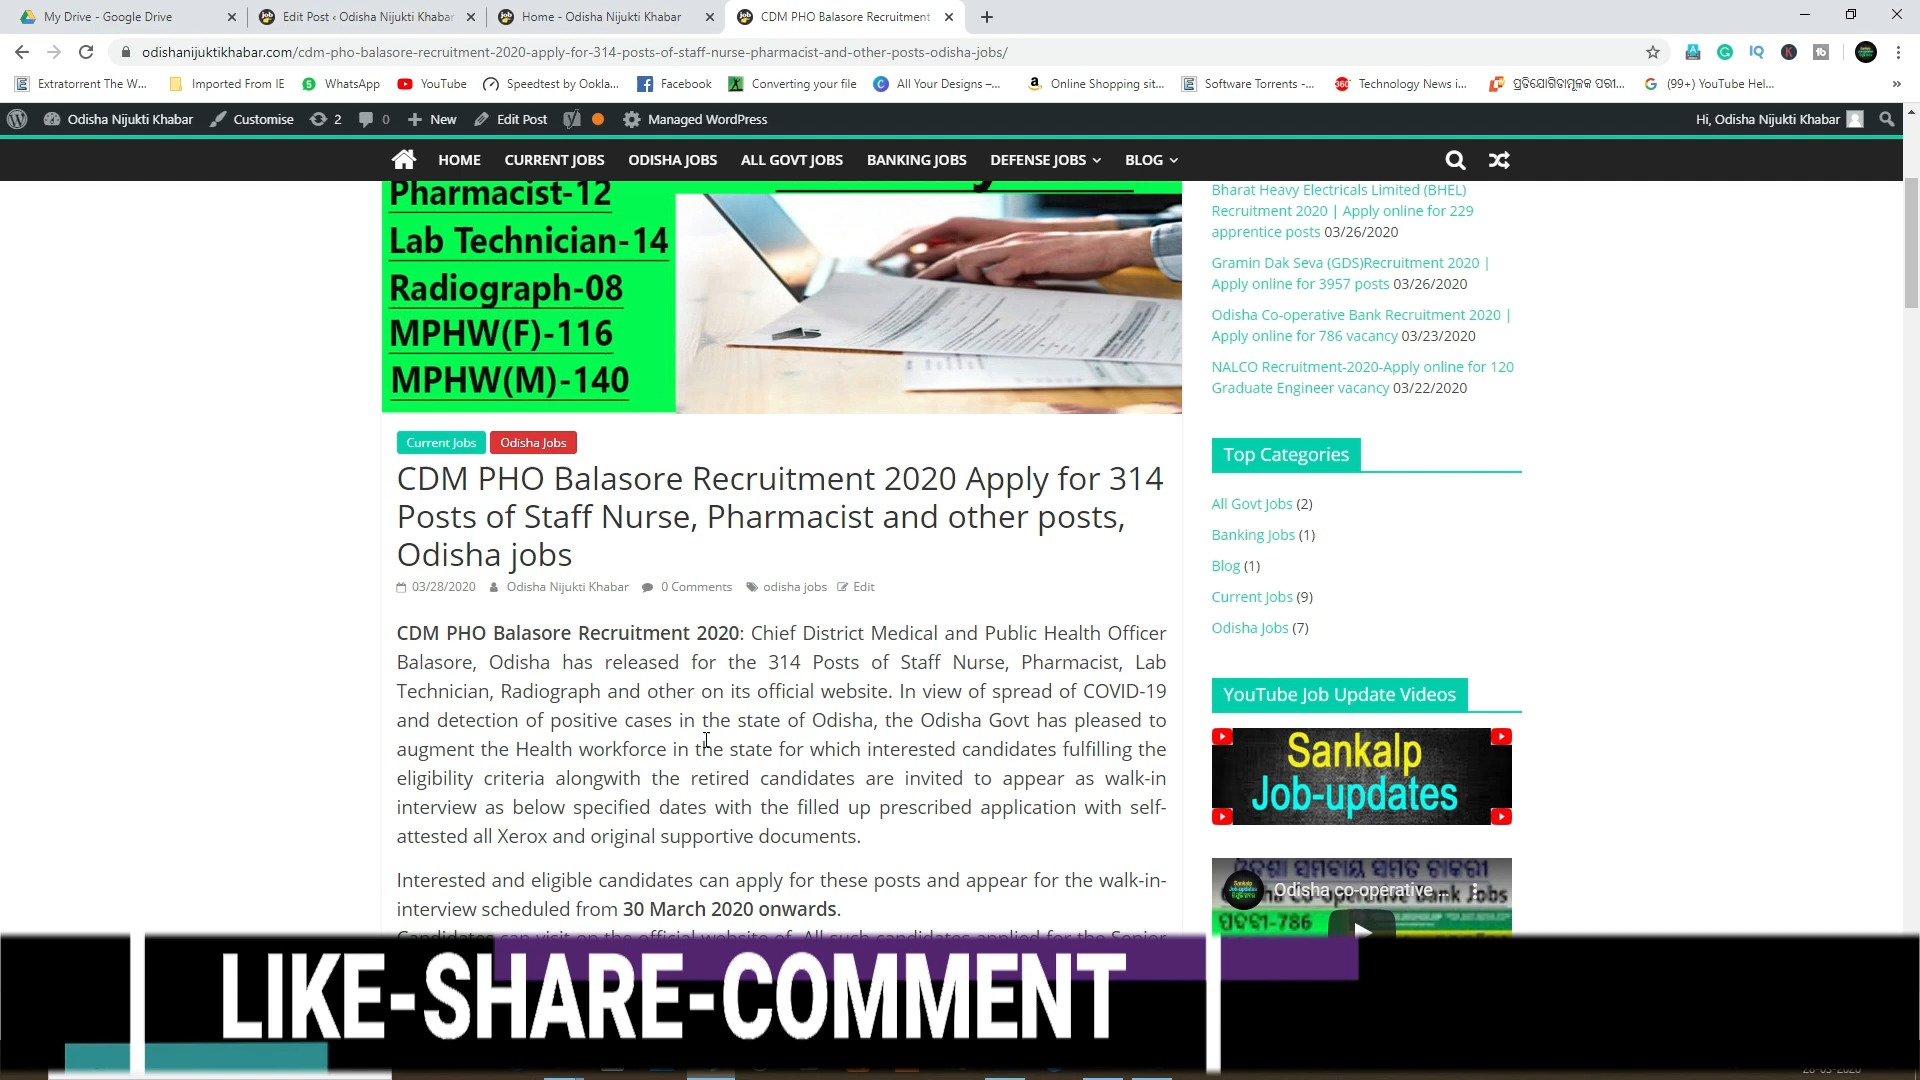 My Drive - Google Drive
Edit Post ‹ Odisha Nijukti Khabar
Home - Odisha Nijukti Khabar
CDM PHO Balasore Recruitment
odishanijuktikhabar.com/cdm-pho-balasore-recruitment-2020-apply-for-314-posts-of-staff-nurse-pharmacist-and-other-posts-odisha-jobs/
Extratorrent The W...
Imported From IE
WhatsApp
YouTube
Speedtest by Ookla...
Facebook
Converting your file
All Your Designs –...
Online Shopping sit...
Software Torrents -...
Technology News i...
ପ୍ରତିଯୋଗିତାମୂଳକ ପରୀ...
(99+) YouTube Hel...
Odisha Nijukti Khabar
Customise
2
0
New
Edit Post
Managed WordPress
Hi, Odisha Nijukti Khabar
HOME
CURRENT JOBS
ODISHA JOBS
ALL GOVT JOBS
BANKING JOBS
DEFENSE JOBS
BLOG
Pharmacist-12
Lab Technician-14
Radiograph-08
MPHW(F)-116
MPHW(M)-140
Current Jobs
Odisha Jobs
CDM PHO Balasore Recruitment 2020 Apply for 314
Posts of Staff Nurse, Pharmacist and other posts,
Odisha jobs
03/28/2020 Odisha Nijukti Khabar 0 Comments odisha jobs Edit
CDM PHO Balasore Recruitment 2020: Chief District Medical and Public Health Officer
Balasore, Odisha has released for the 314 Posts of Staff Nurse, Pharmacist, Lab
Technician, Radiograph and other on its official website. In view of spread of COVID-19
and detection of positive cases in the state of Odisha, the Odisha Govt has pleased to
augment the Health workforce in the state for which interested candidates fulfilling the
eligibility criteria alongwith the retired candidates are invited to appear as walk-in
interview as below specified dates with the filled up prescribed application with self-
attested all Xerox and original supportive documents.
Interested and eligible candidates can apply for these posts and appear for the walk-in-
interview scheduled from 30 March 2020 onwards.
Candidates can visit on the official website of. All such candidates applied for the Senior
Bharat Heavy Electricals Limited (BHEL)
Recruitment 2020 | Apply online for 229
apprentice posts 03/26/2020
Gramin Dak Seva (GDS)Recruitment 2020 |
Apply online for 3957 posts 03/26/2020
Odisha Co-operative Bank Recruitment 2020 |
Apply online for 786 vacancy 03/23/2020
NALCO Recruitment-2020-Apply online for 120
Graduate Engineer vacancy 03/22/2020
Top Categories
All Govt Jobs (2)
Banking Jobs (1)
Blog (1)
Current Jobs (9)
Odisha Jobs (7)
YouTube Job Update Videos
Sankalp
Job-updates
Odisha co-operative ...
Bank Jobs
ପଦବୀ-786
LIKE-SHARE-COMMENT
28-03-2020